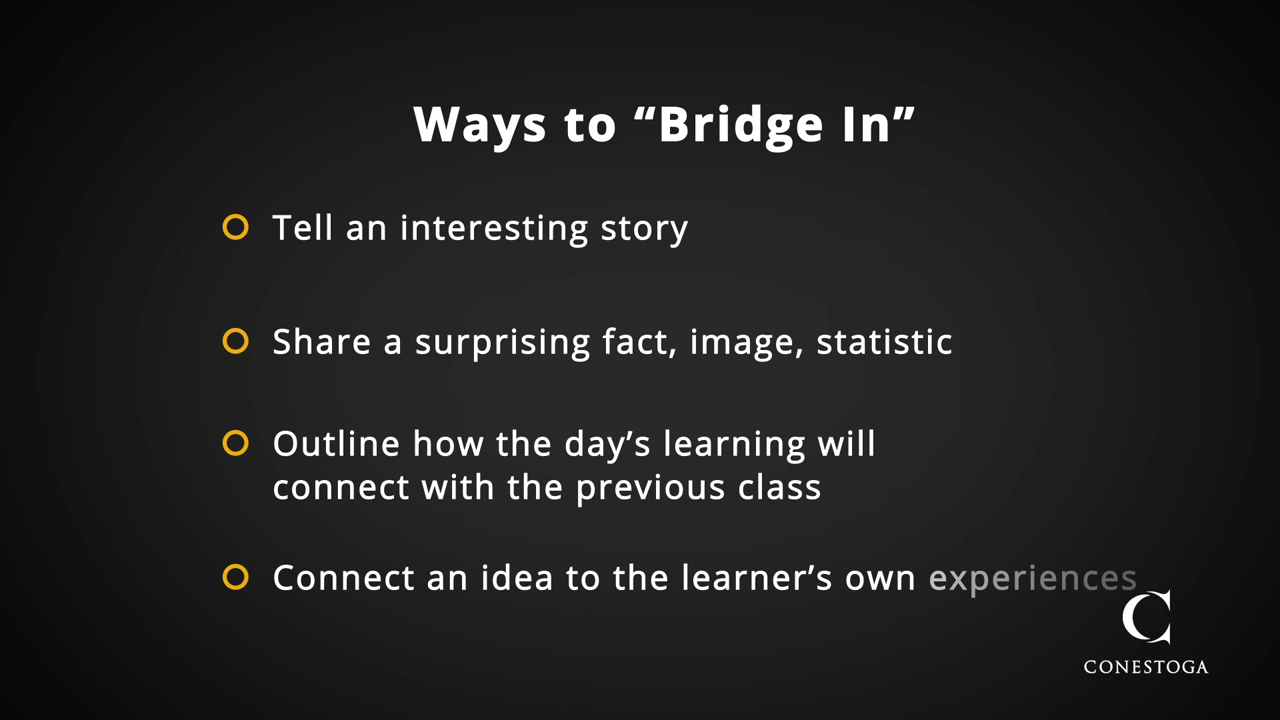 Ways to “Bridge In”
Tell an interesting story
Share a surprising fact, image, statistic
Outline how the day’s learning will
connect with the previous class
Connect an idea to the learner’s own experiences
CONESTOGA